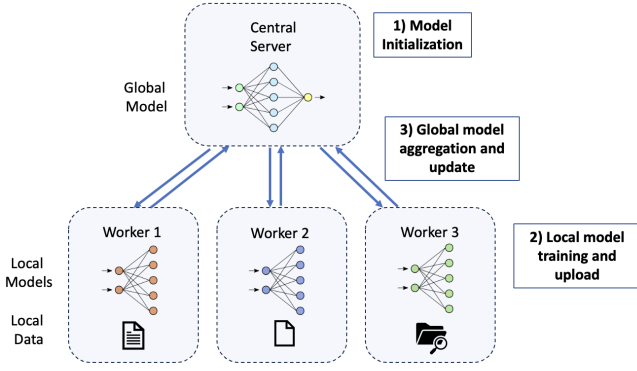 Central
Server
1) Model
Initialization
Global
Model
3) Global model
aggregation and
update
Worker 1
Worker 2
Worker 3
2) Local model
training and
upload
Local
Models
Local
Data